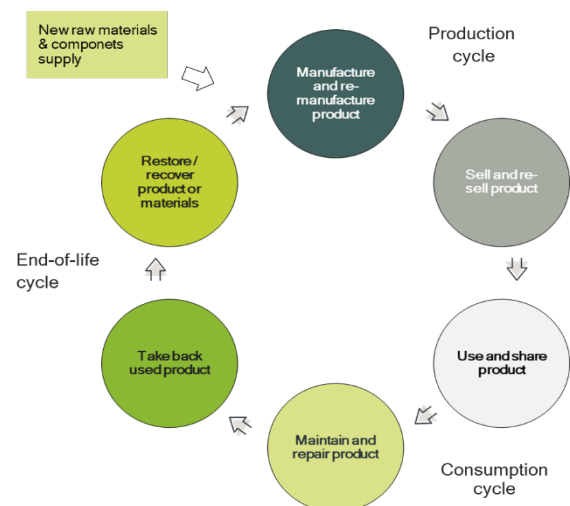 New raw materials
& componets
supply
Production
cycle
Manufacture
and re-
manufacture
product
Restore /
recover
product or
materials
Sell and re-
sell product
End-of-life
cycle
Take back
used product
Use and share
product
Maintain and
repair product
Consumption
cycle